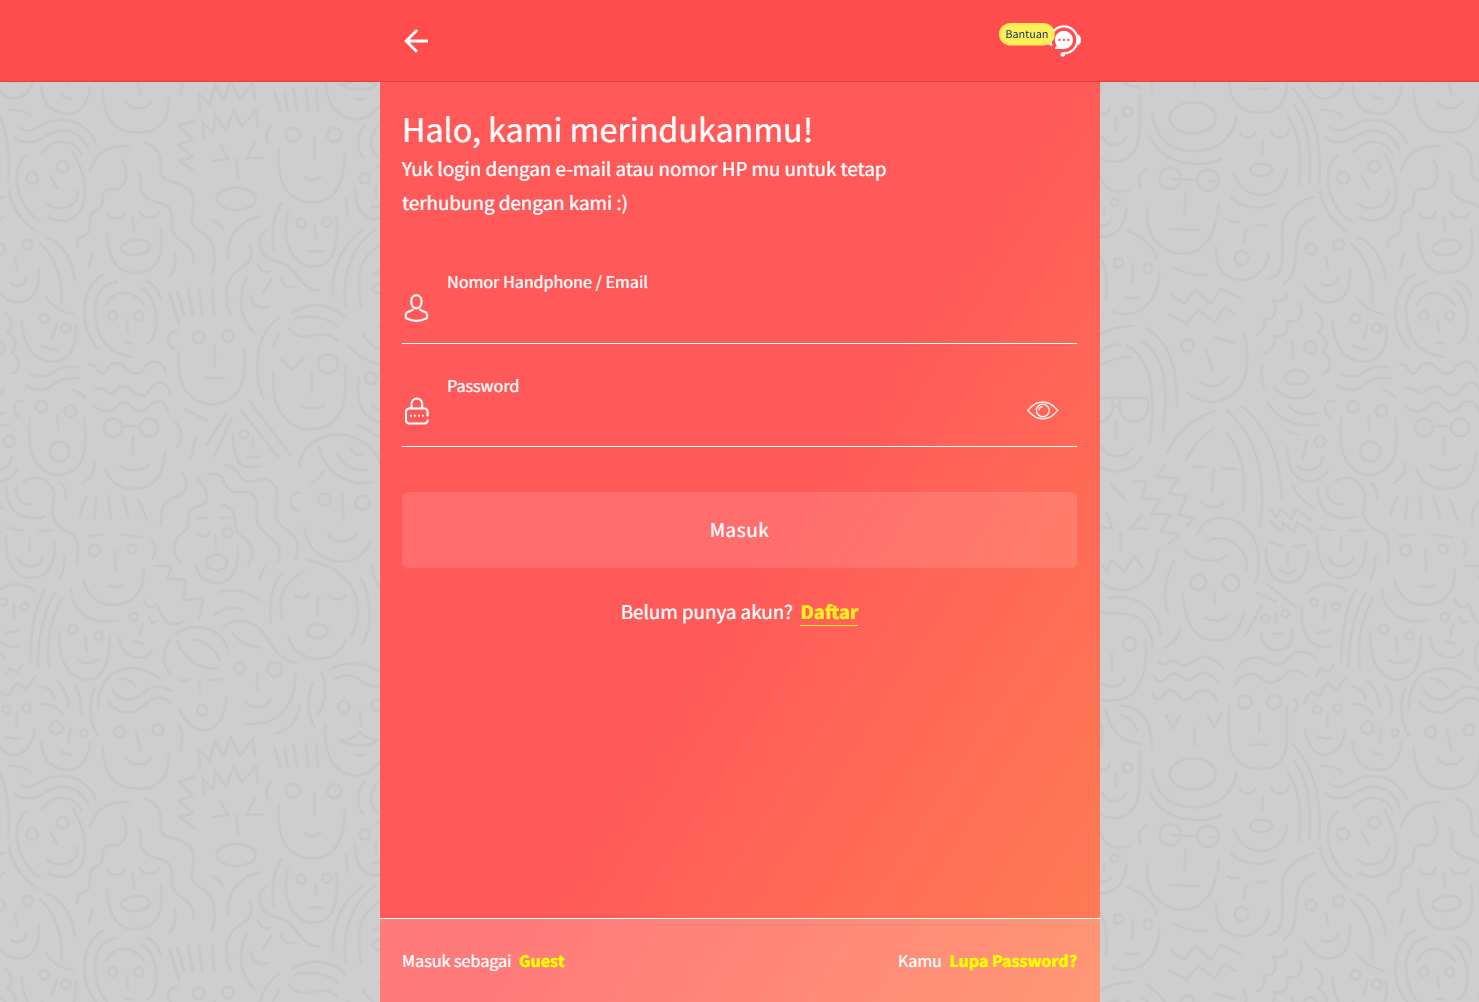 Bantuan
Halo, kami merindukanmu!
Yuk login dengan e-mail atau nomor HP mu untuk tetap
terhubung dengan kami :)
Nomor Handphone / Email
Password
Masuk
Belum punya akun? Daftar
Masuk sebagai Guest
Kamu Lupa Password?